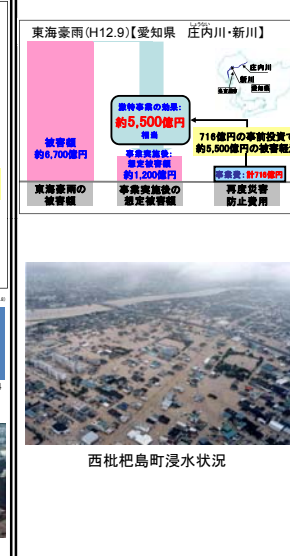 東海豪雨(H12.9)【愛知県 庄内川・新川】
しょうない
庄内川
新川
愛知県
激特事業の効果:
約5,500億円
相当
被害額
約6,700億円
716億円の事前投資で
約5,500億円の被害軽
事業実施後:
想定被害額
約1,200億円
事業費:計716億円
東海豪雨の
被害額
事業実施後の
想定被害額
再度災害
防止費用
西枇杷島町浸水状況